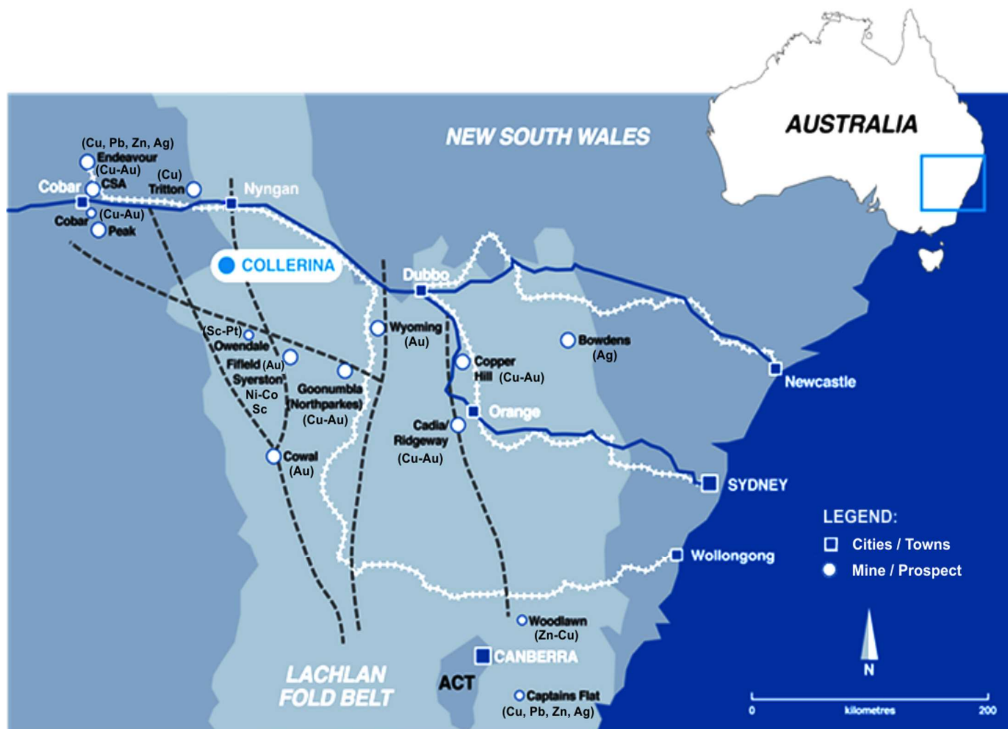 AUSTRALIA
NEW SOUTH WALES
(Cu, Pb, Zn, Ag)
Endeavour
(Cu-Au)
CSA
Cobar
(Cu)
Tritton
Nyngan
Cobar
(Cu-Au)
Peak
COLLERINA
Dubbo
(Sc-Pt)
Owendale
Wyoming
(Au)
Bowdens
(Ag)
Fifield (Au)
Syerston
Ni-Co
Sc
Goonumbla
(Northparkes)
(Cu-Au)
Copper
Hill (Cu-Au)
Newcastle
Orange
Cadia/
Ridgeway
(Cu-Au)
Cowal
(Au)
SYDNEY
LEGEND:
Cities / Towns
Mine / Prospect
Wollongong
Woodlawn
(Zn-Cu)
CANBERRA
ACT
LACHLAN
FOLD BELT
Captains Flat
(Cu, Pb, Zn, Ag)
N
0 kilometres 200